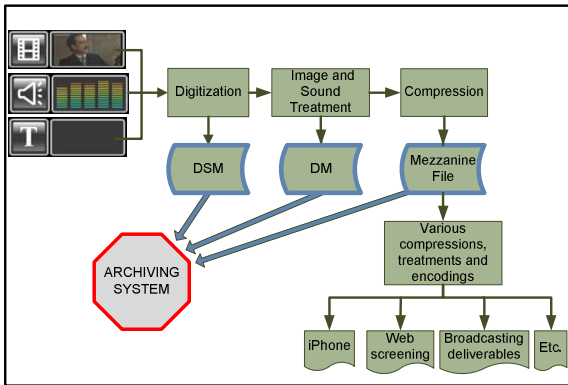 T
Digitization
Image and
Sound
Treatment
Compression
DSM
DM
Mezzanine
File
ARCHIVING
SYSTEM
Various
compressions,
treatments and
encodings
iPhone
Web
screening
Broadcasting
deliverables
Etc.